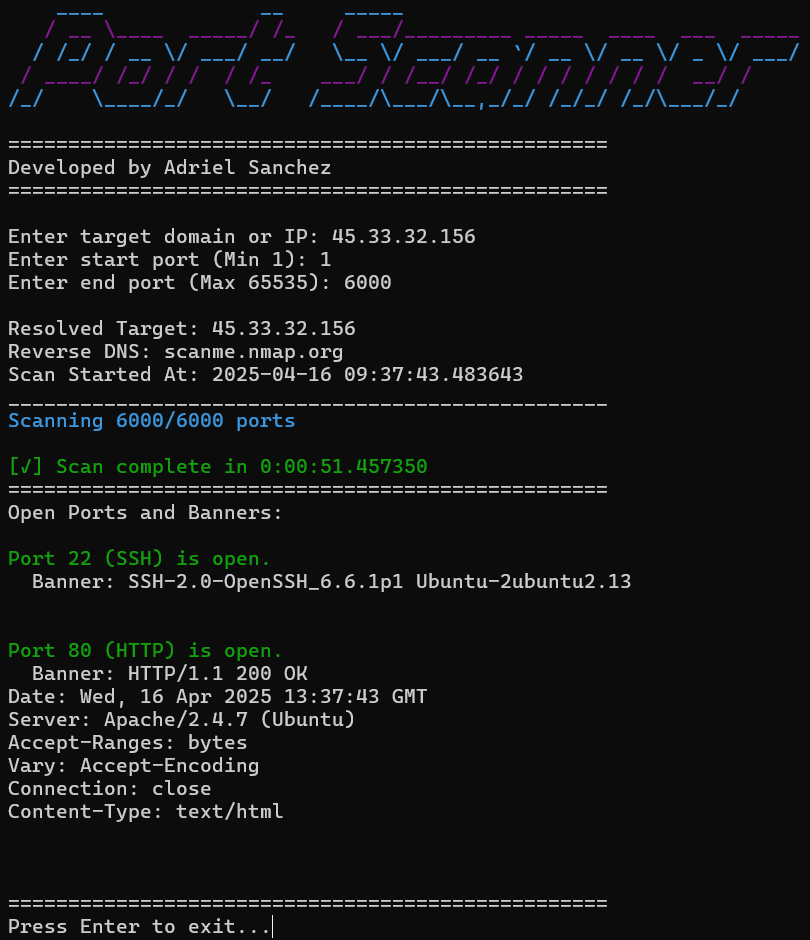 Port Scanner
==================================================
Developed by Adriel Sanchez
==================================================
Enter target domain or IP: 45.33.32.156
Enter start port (Min 1): 1
Enter end port (Max 65535): 6000
Resolved Target: 45.33.32.156
Reverse DNS: scanme.nmap.org
Scan Started At: 2025-04-16 09:37:43.483643
__________________________________________________
Scanning 6000/6000 ports
[√] Scan complete in 0:00:51.457350
==================================================
Open Ports and Banners:
Port 22 (SSH) is open.
Banner: SSH-2.0-OpenSSH_6.6.1p1 Ubuntu-2ubuntu2.13
Port 80 (HTTP) is open.
Banner: HTTP/1.1 200 OK
Date: Wed, 16 Apr 2025 13:37:43 GMT
Server: Apache/2.4.7 (Ubuntu)
Accept-Ranges: bytes
Vary: Accept-Encoding
Connection: close
Content-Type: text/html
==================================================
Press Enter to exit...